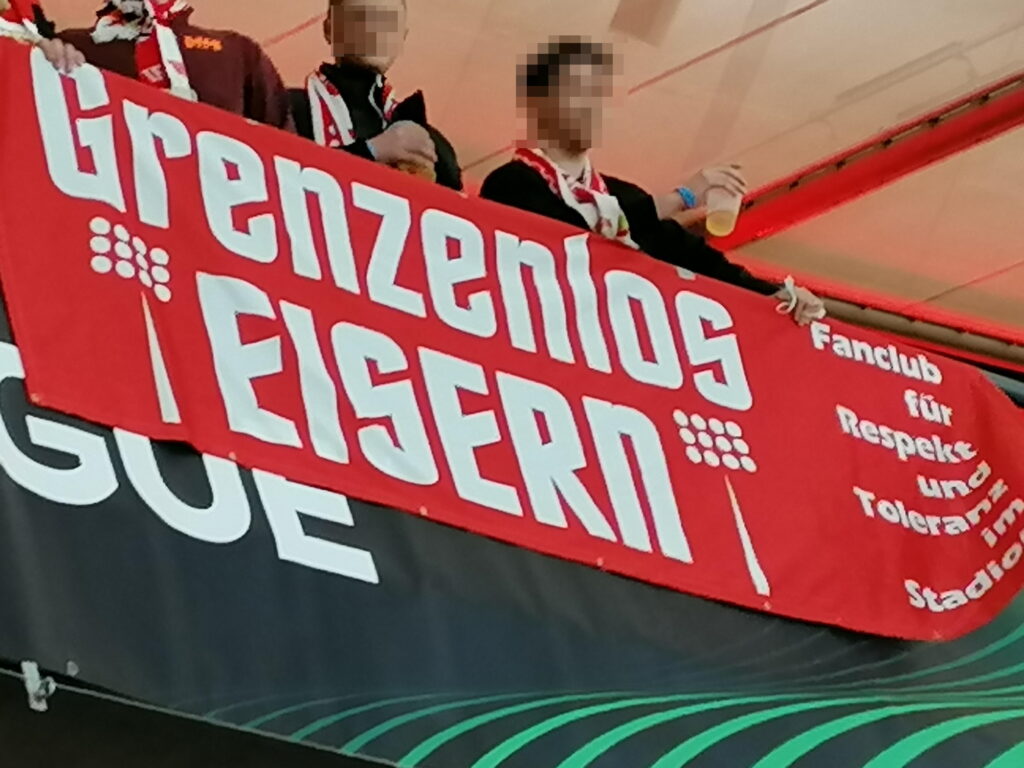 Grenzenlos
EISERN
Fanclub
für
Respekt
und
Toleranz
im
Stadion
GUE